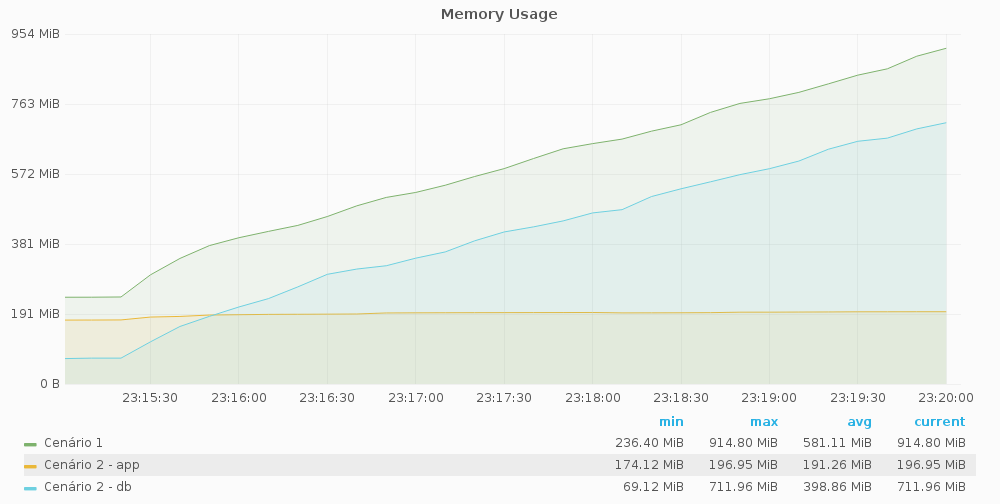 Memory Usage
954 MiB
763 MiB
572 MiB
381 MiB
191 MiB
0 B
23:15:30 23:16:00 23:16:30 23:17:00 23:17:30 23:18:00 23:18:30 23:19:00 23:19:30 23:20:00
min max avg current
Cenário 1 236.40 MiB 914.80 MiB 581.11 MiB 914.80 MiB
Cenário 2 - app 174.12 MiB 196.95 MiB 191.26 MiB 196.95 MiB
Cenário 2 - db 69.12 MiB 711.96 MiB 398.86 MiB 711.96 MiB